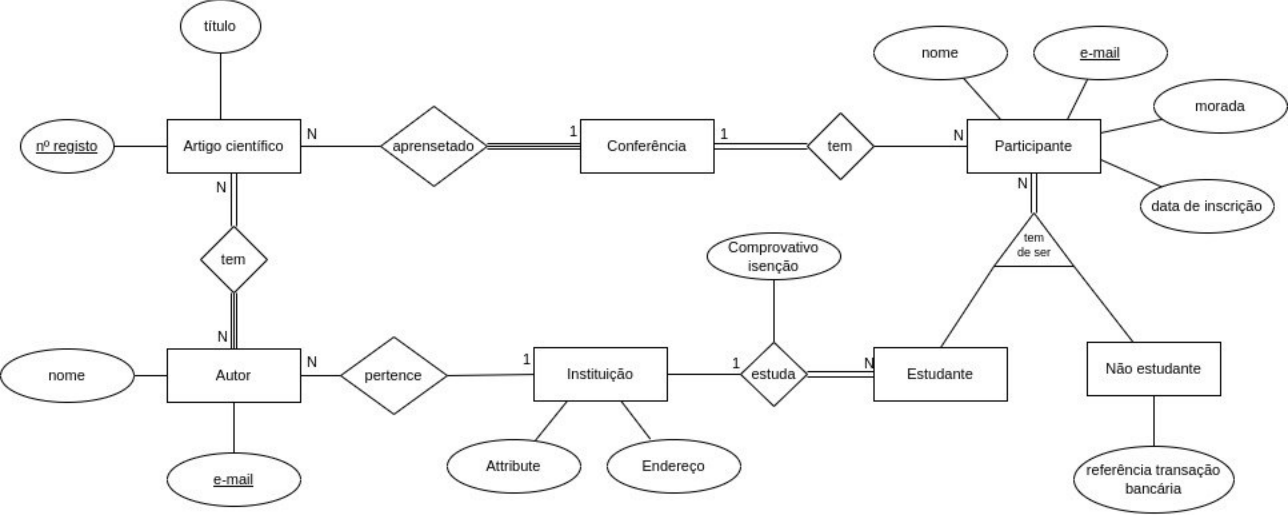 título
nome
e-mail
morada
nº registo
Artigo científico
N
aprensetado
1
Conferência
1
tem
N
Participante
N
N
data de inscrição
tem
Comprovativo
isenção
tem
de ser
N
nome
Autor
N
pertence
1
Instituição
1
estuda
N
Estudante
Não estudante
Attribute
Endereço
e-mail
referência transação
bancária